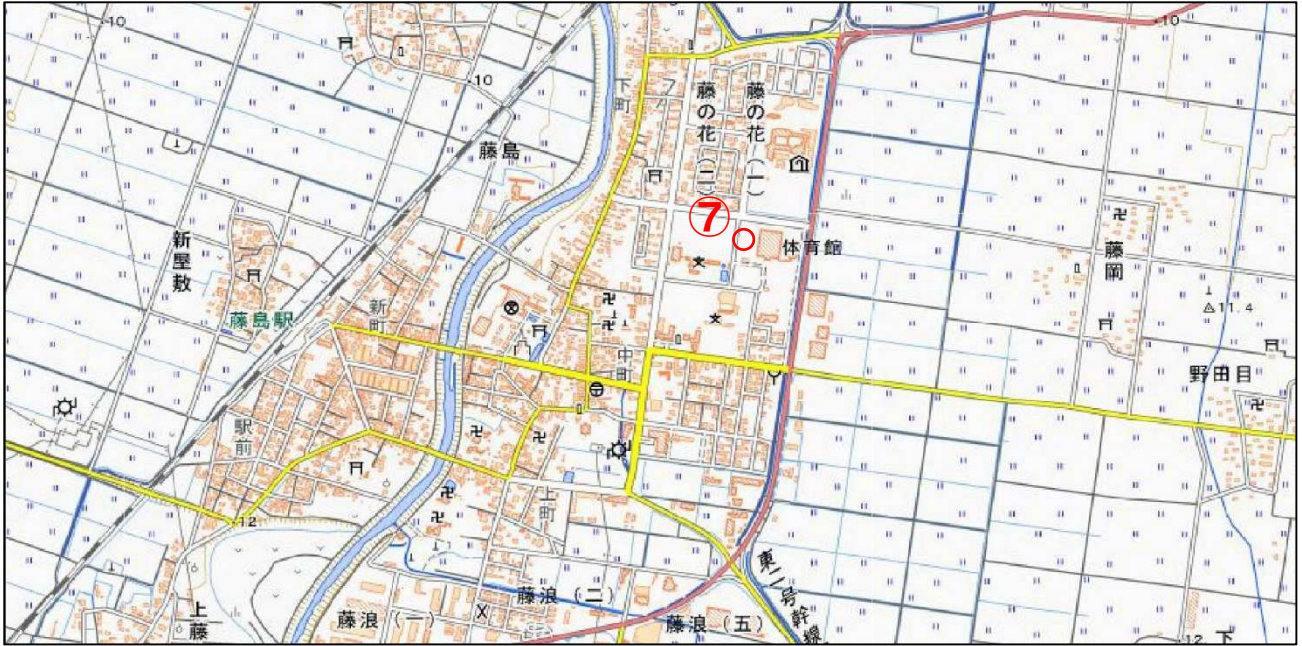 10
10
下町
藤の花(二)
藤の花(一)
藤島
⑦
体育館
新屋敷
藤岡
11.4
藤島駅
新町
中町
野田目
駅前
上町
12
東二号幹線
藤浪(二)
藤浪(一)
藤浪(五)
上藤
12
下